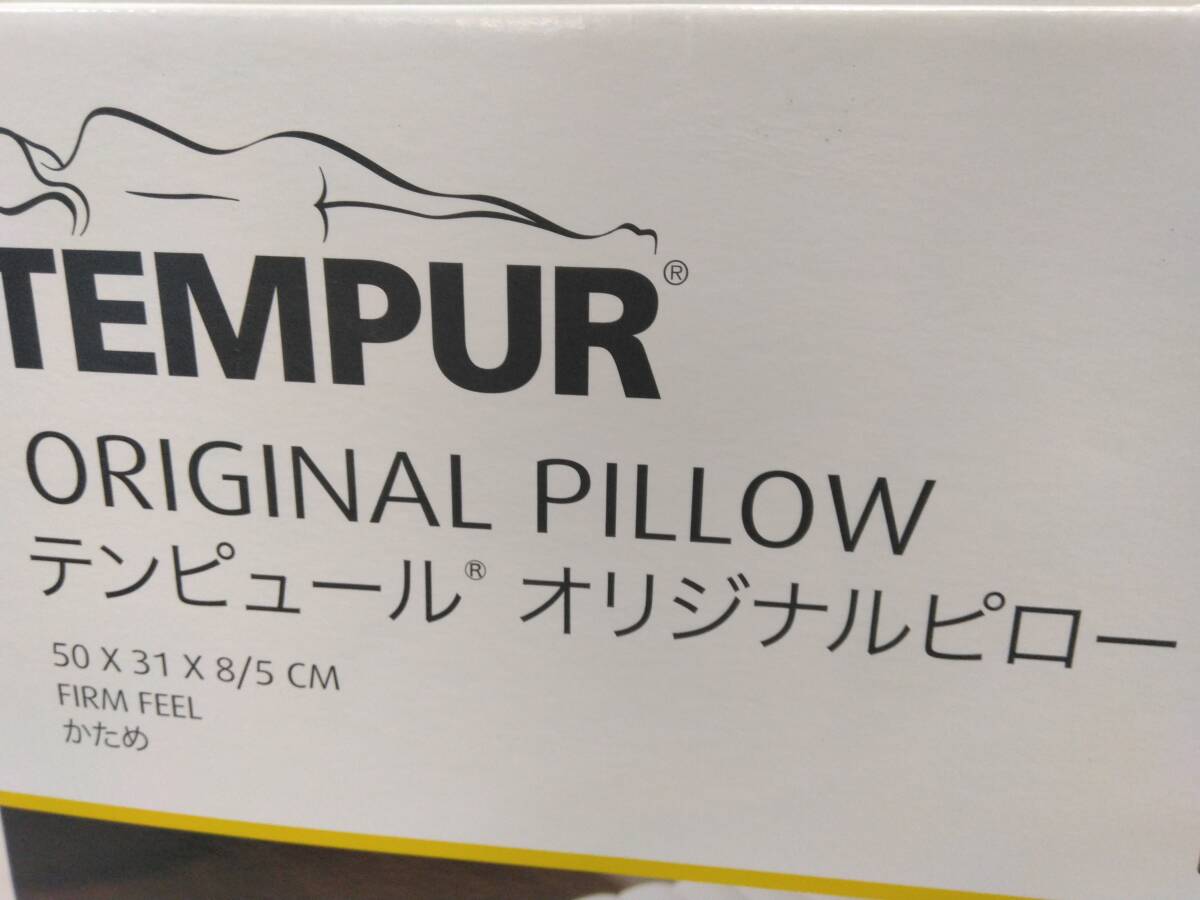 TEMPUR®
ORIGINAL PILLOW
テンピュール® オリジナルピロー
50 X 31 X 8/5 CM
FIRM FEEL
かため